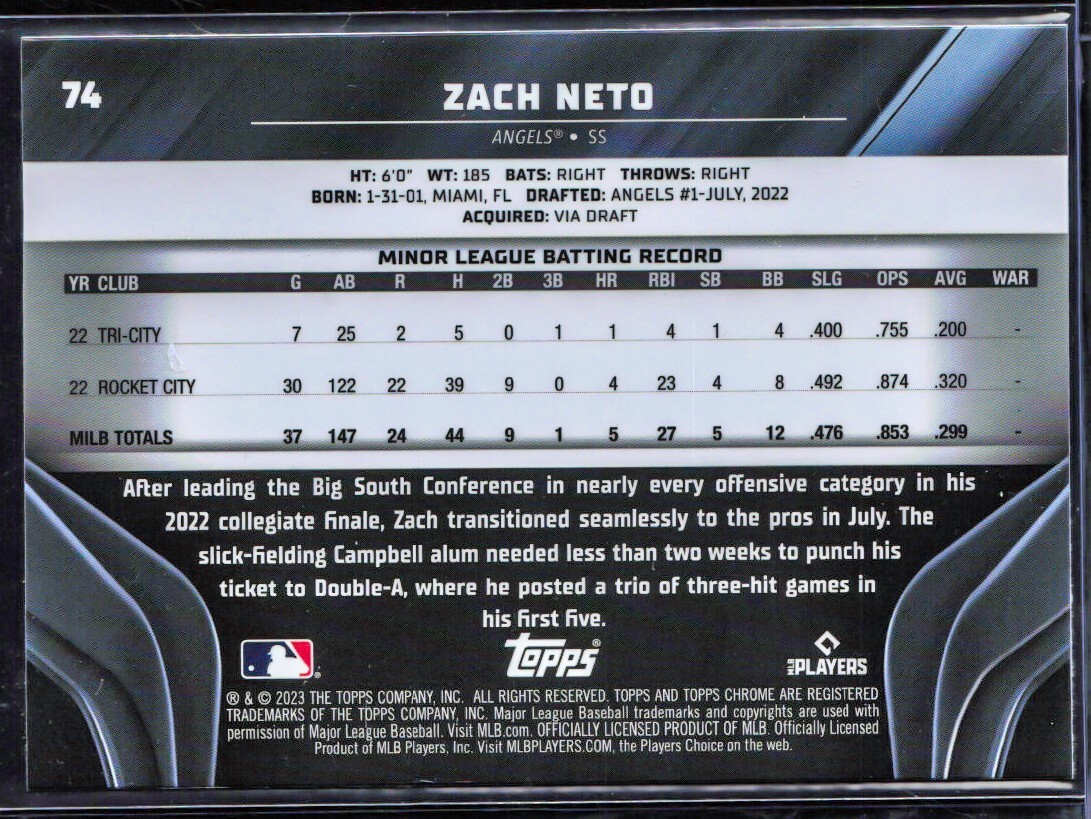 74
ZACH NETO
ANGELS® • SS
HT: 6'0" WT: 185 BATS: RIGHT THROWS: RIGHT
BORN: 1-31-01, MIAMI, FL DRAFTED: ANGELS #1-JULY, 2022
ACQUIRED: VIA DRAFT
MINOR LEAGUE BATTING RECORD
YR CLUB G AB R H 2B 3B HR RBI SB BB SLG OPS AVG WAR
22 TRI-CITY 7 25 2 5 0 1 1 4 1 4 .400 .755 .200 -
22 ROCKET CITY 30 122 22 39 9 0 4 23 4 8 .492 .874 .320 -
MILB TOTALS 37 147 24 44 9 1 5 27 5 12 .476 .853 .299 -
After leading the Big South Conference in nearly every offensive category in his
2022 collegiate finale, Zach transitioned seamlessly to the pros in July. The
slick-fielding Campbell alum needed less than two weeks to punch his
ticket to Double-A, where he posted a trio of three-hit games in
his first five.
Topps®
MLB PLAYERS
® & © 2023 THE TOPPS COMPANY, INC. ALL RIGHTS RESERVED. TOPPS AND TOPPS CHROME ARE REGISTERED
TRADEMARKS OF THE TOPPS COMPANY, INC. Major League Baseball trademarks and copyrights are used with
permission of Major League Baseball. Visit MLB.com. OFFICIALLY LICENSED PRODUCT OF MLB. Officially Licensed
Product of MLB Players, Inc. Visit MLBPLAYERS.COM, the Players Choice on the web.